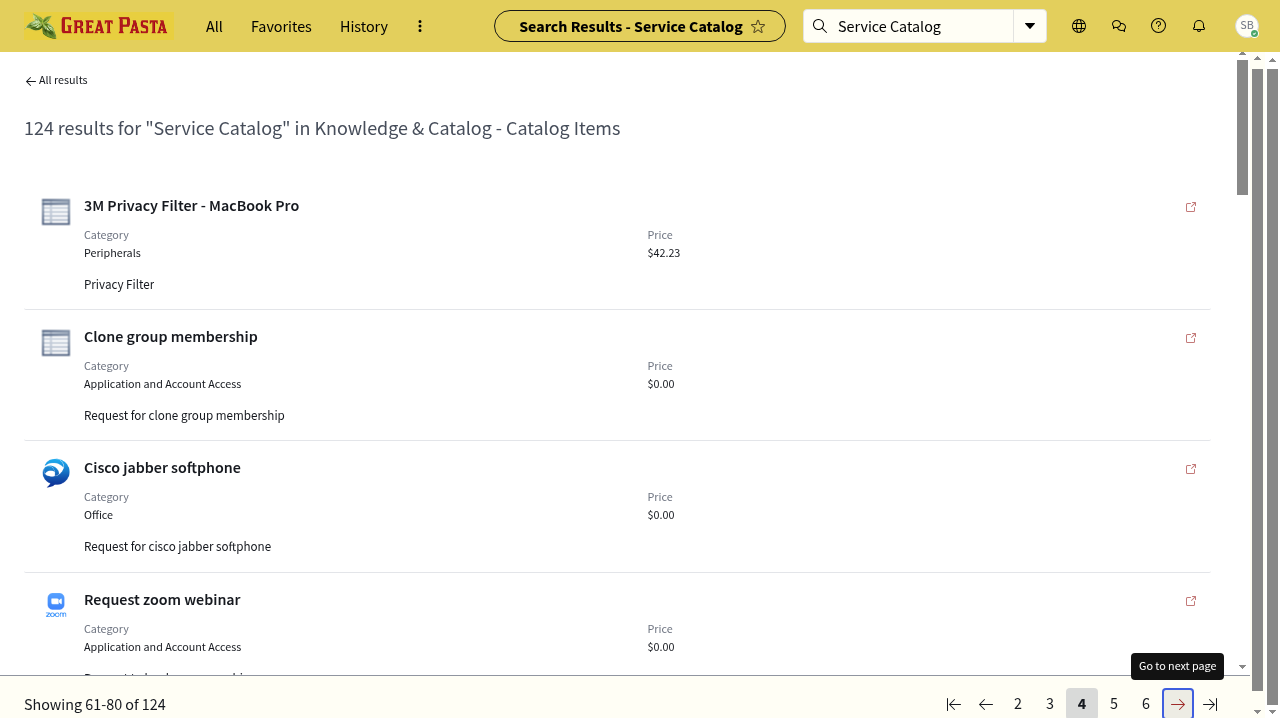 GREAT PASTA
All
Favorites
History
Search Results - Service Catalog
Service Catalog
SB
All results
124 results for "Service Catalog" in Knowledge & Catalog - Catalog Items
3M Privacy Filter - MacBook Pro
Category
Price
Peripherals
$42.23
Privacy Filter
Clone group membership
Category
Price
Application and Account Access
$0.00
Request for clone group membership
Cisco jabber softphone
Category
Price
Office
$0.00
Request for cisco jabber softphone
zoom
Request zoom webinar
Category
Price
Application and Account Access
$0.00
Go to next page
Showing 61-80 of 124
2 3 4 5 6